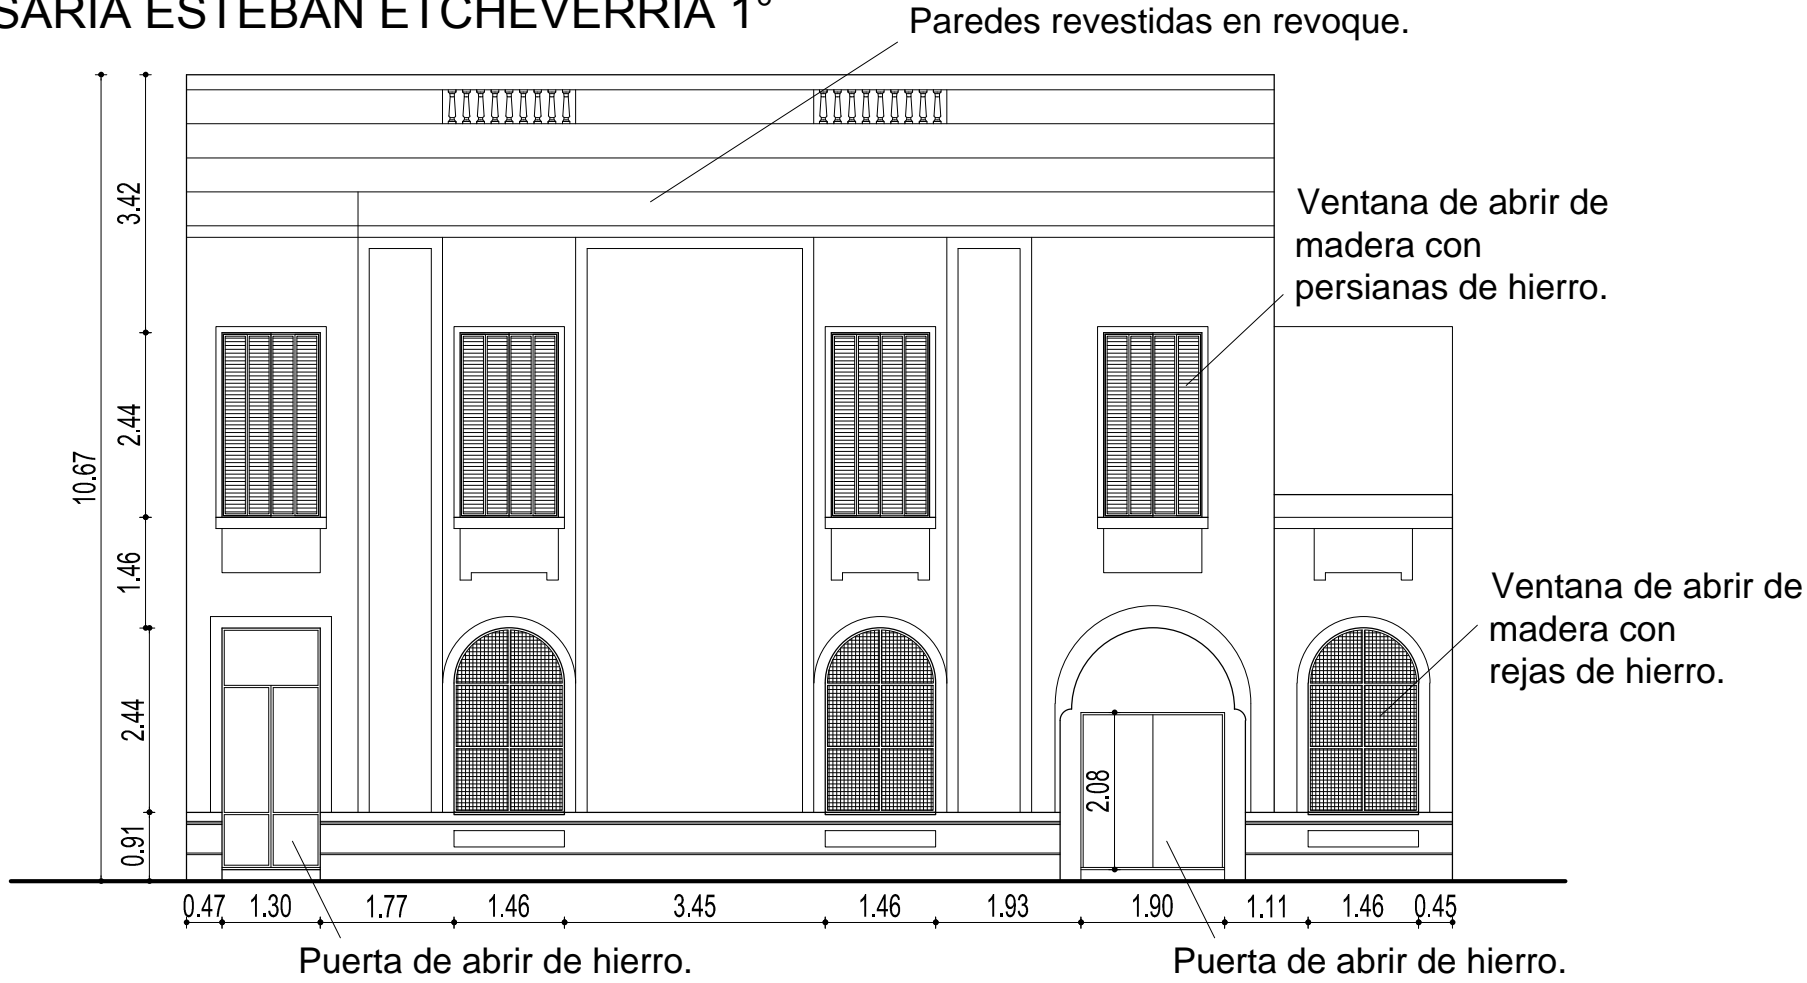 SARIA ESTEBAN ETCHEVERRIA 1°
Paredes revestidas en revoque.
Ventana de abrir de
madera con
persianas de hierro.
Ventana de abrir de
madera con
rejas de hierro.
3.42
2.44
10.67
1.46
2.44
0.91
2.08
0.47 1.30 1.77 1.46 3.45 1.46 1.93 1.90 1.11 1.46 0.45
Puerta de abrir de hierro.
Puerta de abrir de hierro.